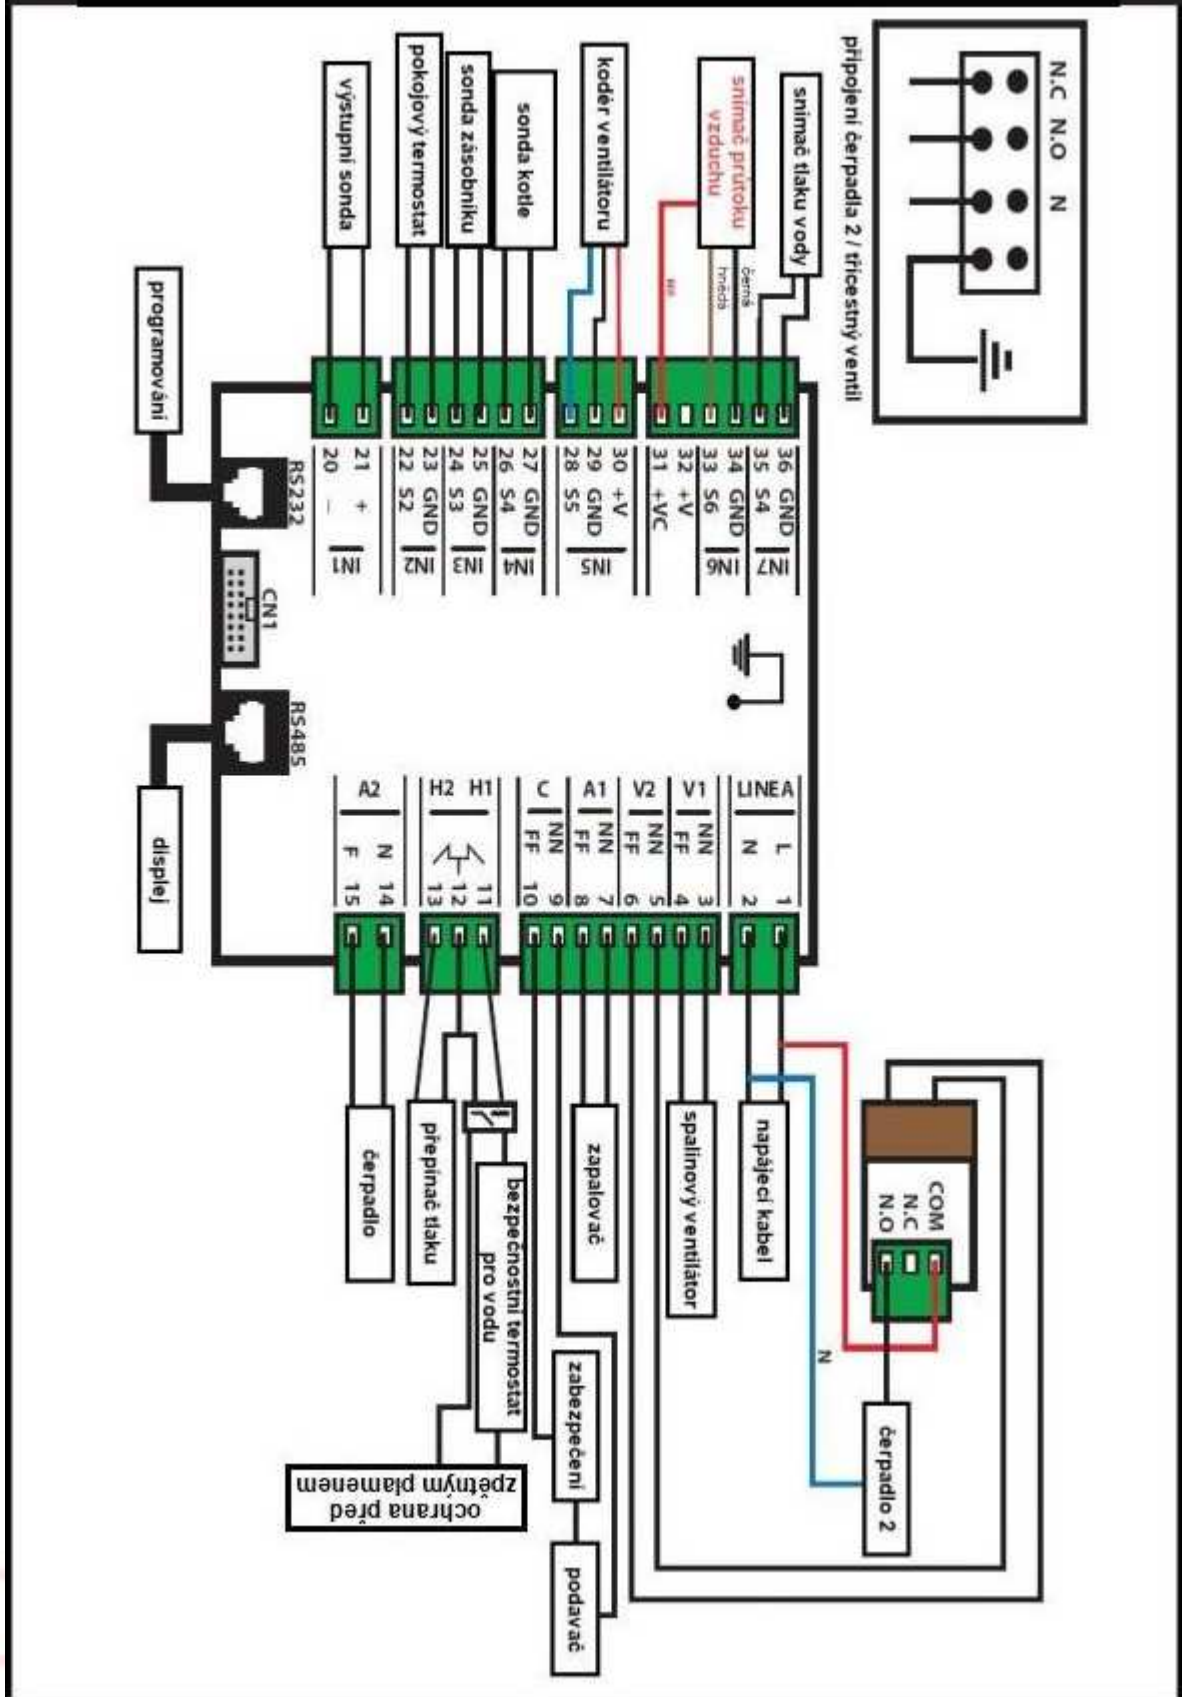 připojení čerpadla 2 / třícestný ventil
N.C N.O N
snímač tlaku vody
snímač průtoku
vzduchu
kodér ventilátoru
sonda kotle
sonda zásobníku
pokojový termostat
výstupní sonda
černá
hnědá
programování
displej
RS232
CN1
RS485
36 GND
35 S4
IN7
34 GND
33 S6
IN6
32 +V
31 +VC
30 +V
29 GND
28 S5
IN5
27 GND
26 S4
IN4
25 GND
24 S3
IN3
23 GND
22 S2
IN2
21 +
20 -
IN1
LINEA
L 1
N 2
V1
NN 3
FF 4
V2
NN 5
FF 6
A1
NN 7
FF 8
C
NN 9
FF 10
H2 H1
11
12
13
A2
N 14
F 15
COM
N.C
N.O
N
čerpadlo 2
napájecí kabel
spalinový ventilátor
zapalovač
bezpečnostní termostat
pro vodu
přepínač tlaku
čerpadlo
zabezpečení
podavač
ochrana před
zpětným plamenem